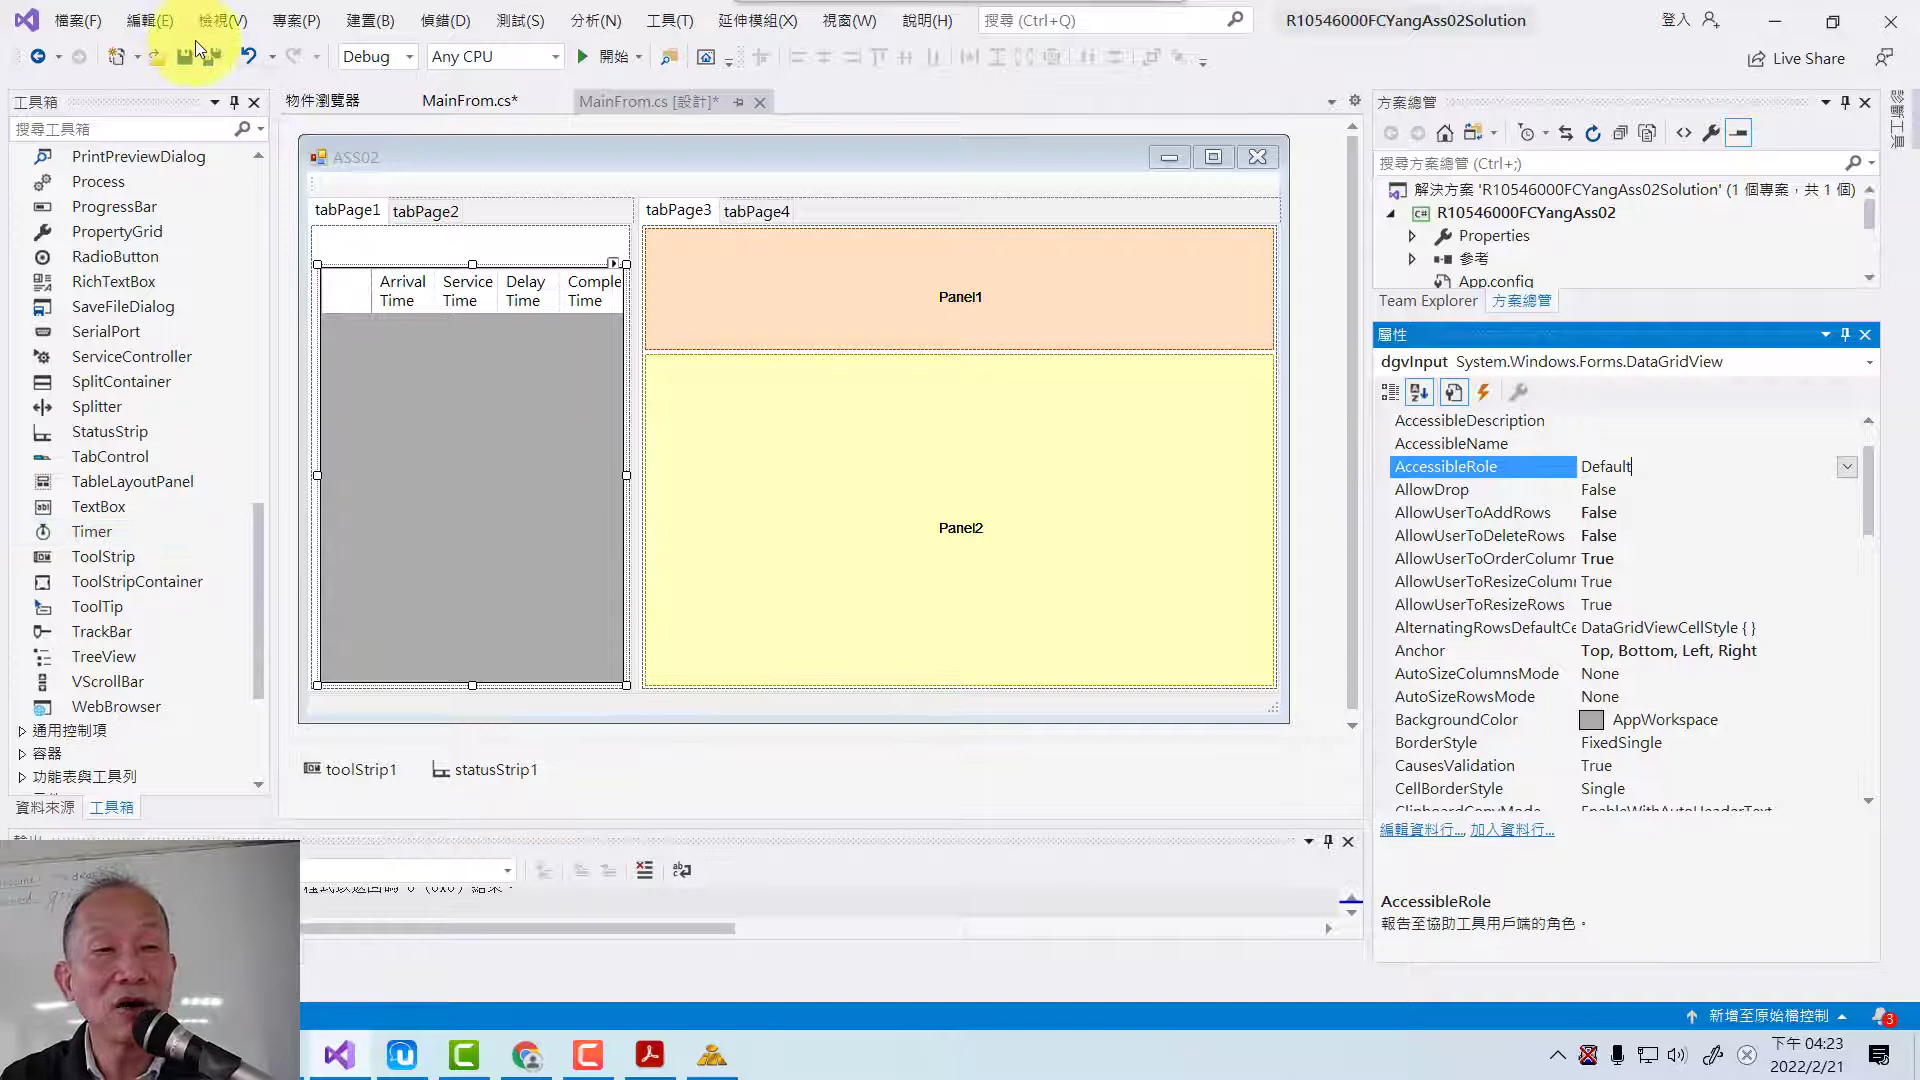 檔案(F) 編輯(E) 檢視(V) 專案(P) 建置(B) 偵錯(D) 測試(S) 分析(N) 工具(T) 延伸模組(X) 視窗(W) 說明(H) 搜尋 (Ctrl+Q) R10546000FCYangAss02Solution 登入
Debug Any CPU 開始 Live Share
工具箱
搜尋工具箱
PrintPreviewDialog
Process
ProgressBar
PropertyGrid
RadioButton
RichTextBox
SaveFileDialog
SerialPort
ServiceController
SplitContainer
Splitter
StatusStrip
TabControl
TableLayoutPanel
TextBox
Timer
ToolStrip
ToolStripContainer
ToolTip
TrackBar
TreeView
VScrollBar
WebBrowser
通用控制項
容器
功能表與工具列
資料來源 工具箱
物件瀏覽器 MainFrom.cs* MainFrom.cs [設計]*
ASS02
tabPage1 tabPage2 tabPage3 tabPage4
Arrival Time
Service Time
Delay Time
Comple Time
Panel1
Panel2
toolStrip1 statusStrip1
方案總管
搜尋方案總管 (Ctrl+;)
解決方案 'R10546000FCYangAss02Solution' (1 個專案，共 1 個)
R10546000FCYangAss02
Properties
參考
App.config
Team Explorer 方案總管
屬性
dgvInput System.Windows.Forms.DataGridView
AccessibleDescription
AccessibleName
AccessibleRole Default
AllowDrop False
AllowUserToAddRows False
AllowUserToDeleteRows False
AllowUserToOrderColumn True
AllowUserToResizeColum True
AllowUserToResizeRows True
AlternatingRowsDefaultCe DataGridViewCellStyle { }
Anchor Top, Bottom, Left, Right
AutoSizeColumnsMode None
AutoSizeRowsMode None
BackgroundColor AppWorkspace
BorderStyle FixedSingle
CausesValidation True
CellBorderStyle Single
ClipboardCopyMode EnableWithAutoHeaderText
編輯資料行..., 加入資料行...
AccessibleRole
報告至協助工具用戶端的角色。
新增至原始檔控制 3
下午 04:23
2022/2/21